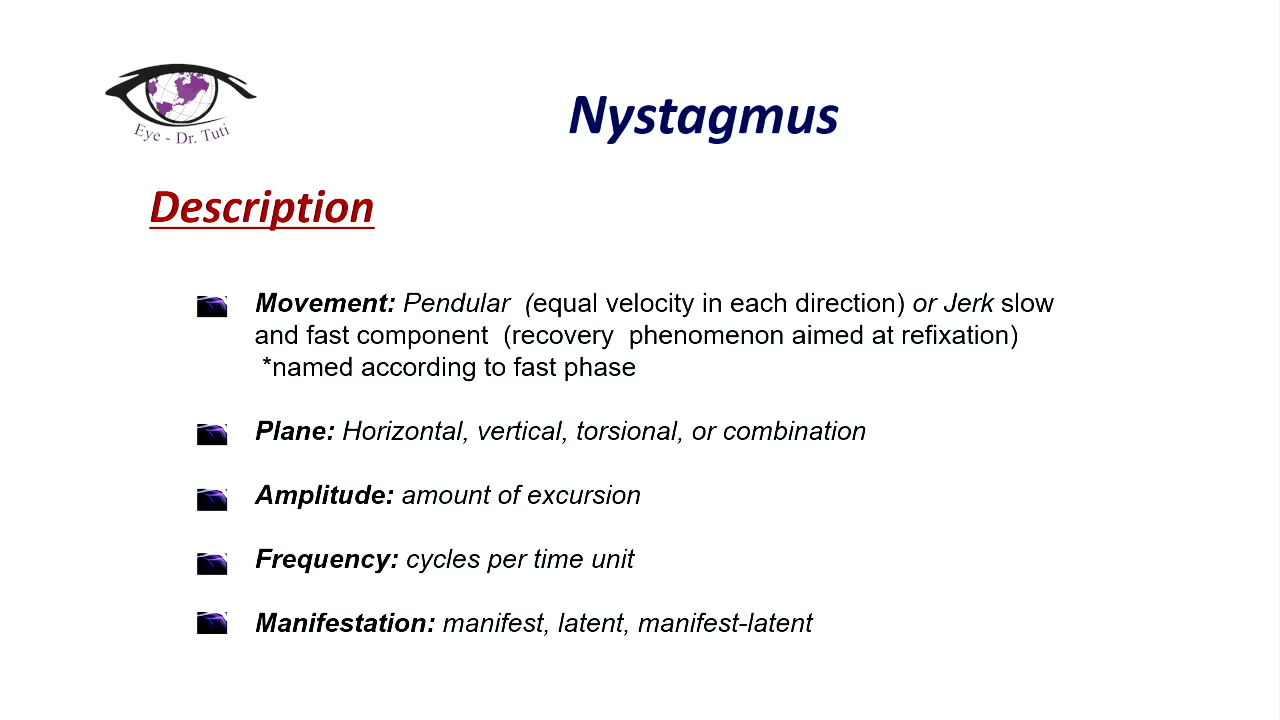 Eye - Dr. Tuti
Nystagmus
Description
Movement: Pendular (equal velocity in each direction) or Jerk slow
and fast component (recovery phenomenon aimed at refixation)
*named according to fast phase
Plane: Horizontal, vertical, torsional, or combination
Amplitude: amount of excursion
Frequency: cycles per time unit
Manifestation: manifest, latent, manifest-latent